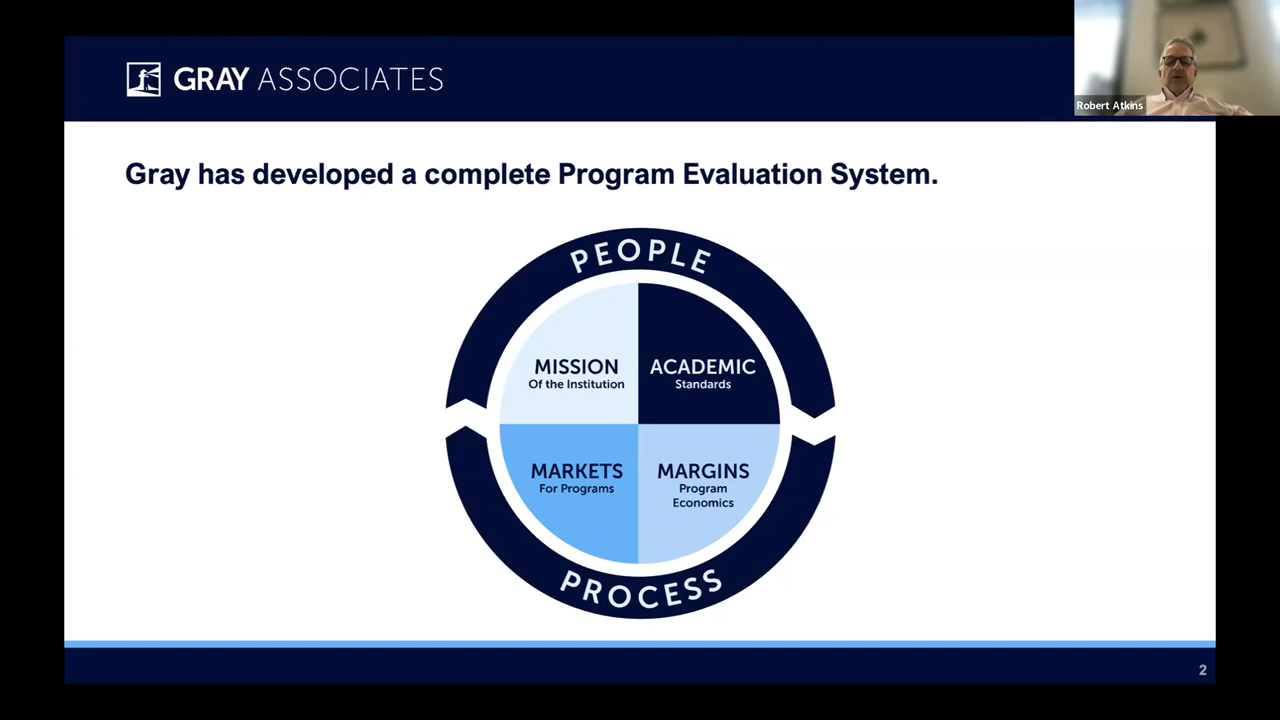 GRAY ASSOCIATES
Robert Atkins
Gray has developed a complete Program Evaluation System.
PEOPLE
MISSION
Of the Institution
ACADEMIC
Standards
MARKETS
For Programs
MARGINS
Program
Economics
PROCESS
2